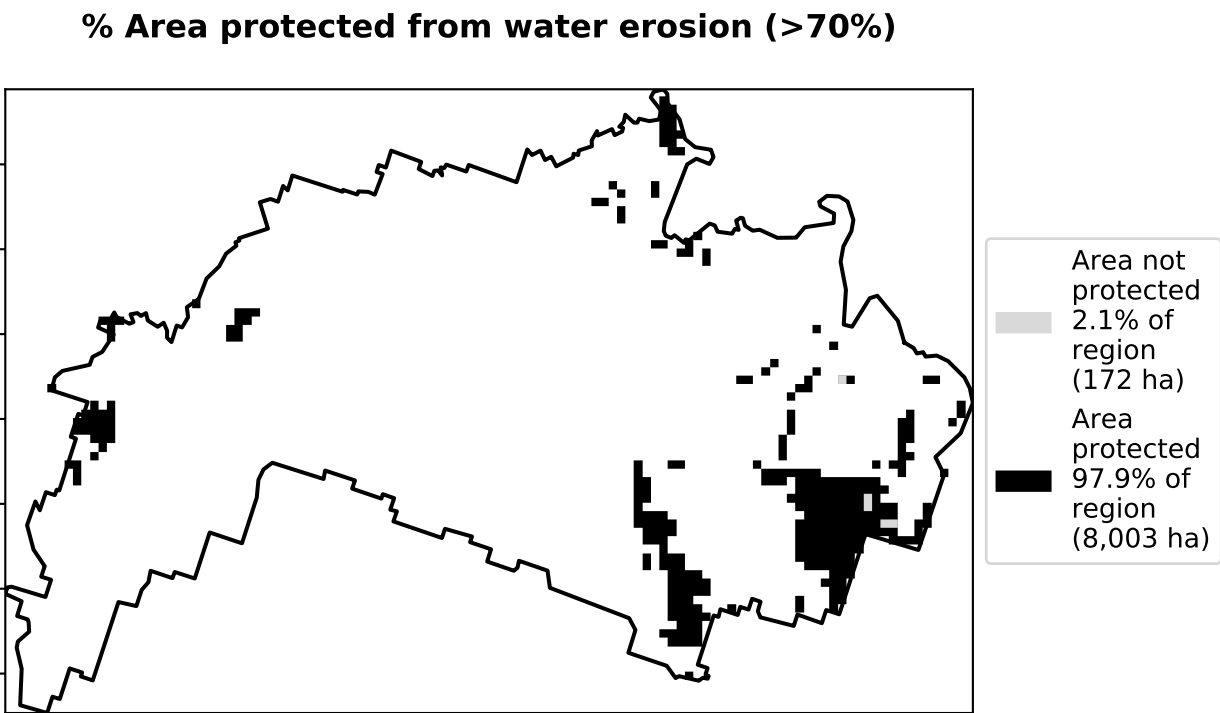 % Area protected from water erosion (>70%)
Area not
protected
2.1% of
region
(172 ha)
Area
protected
97.9% of
region
(8,003 ha)